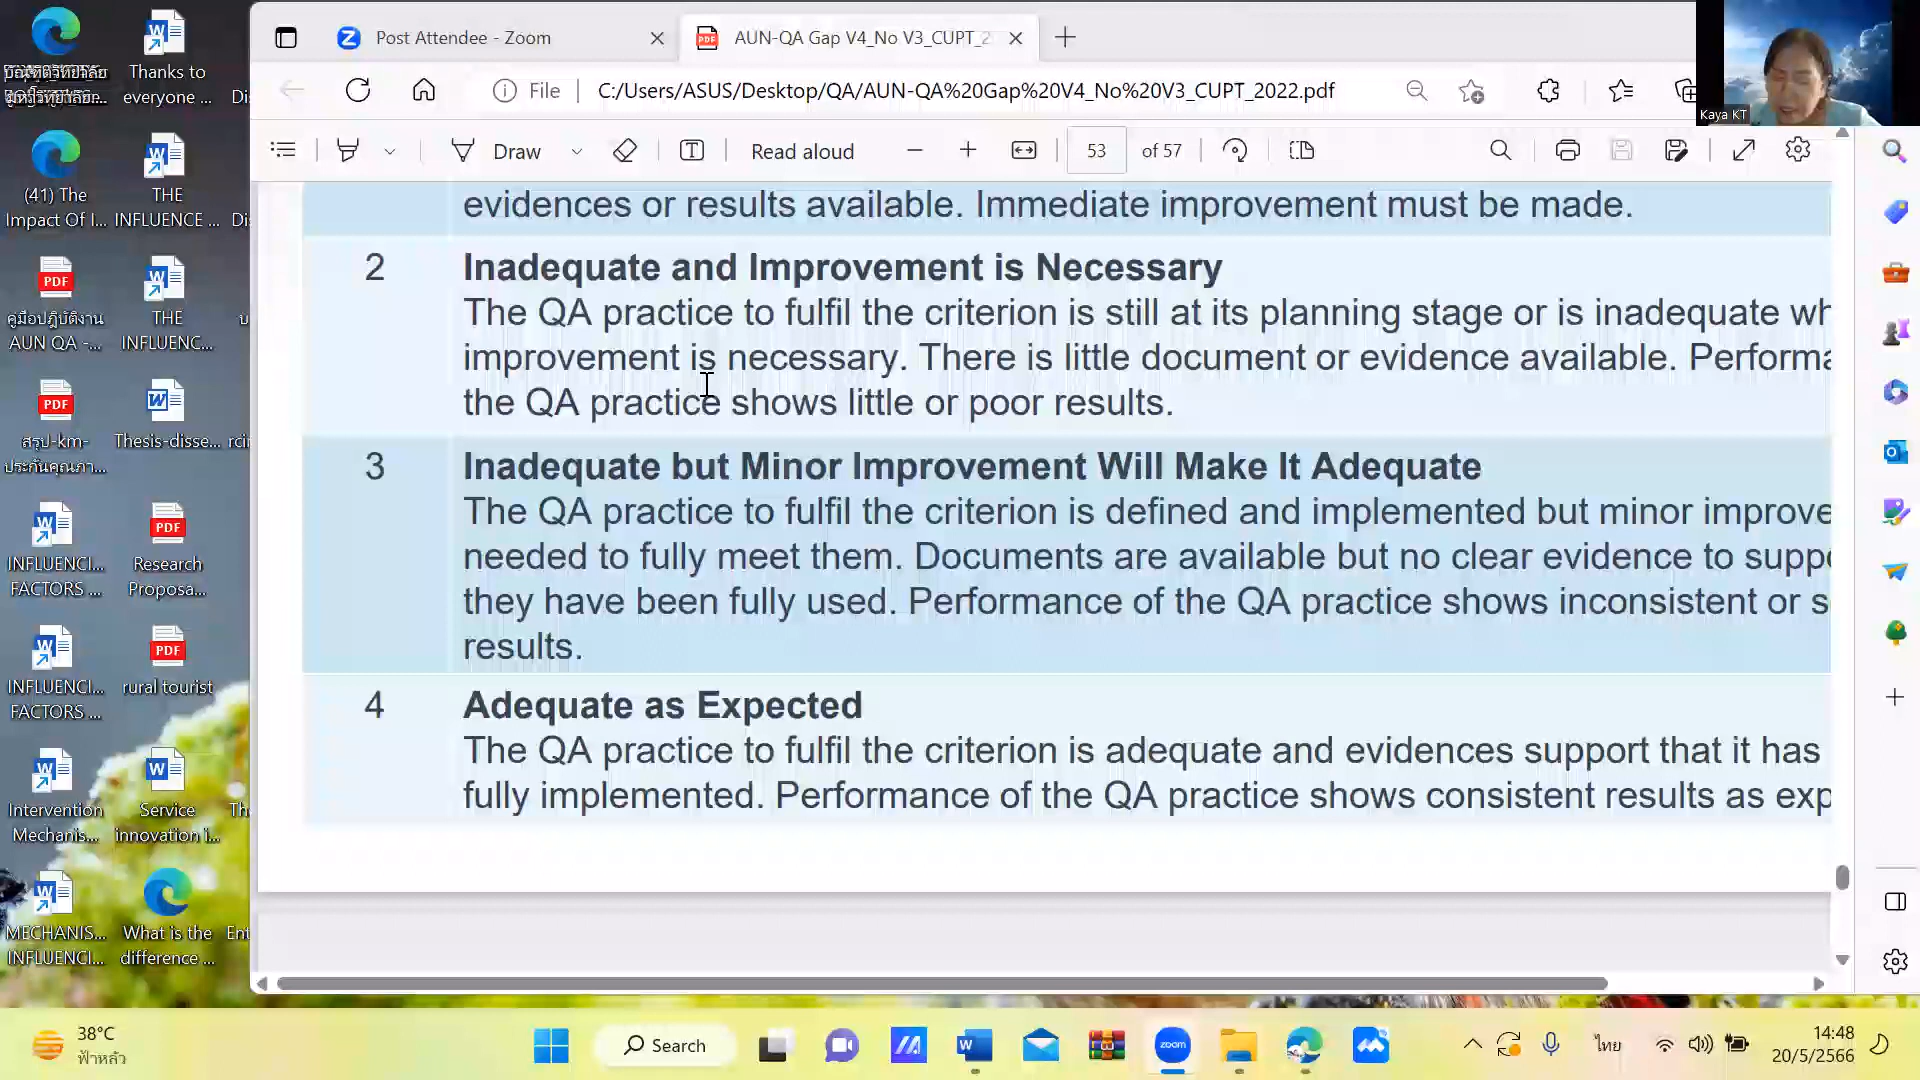 Post Attendee - Zoom
AUN-QA Gap V4_No V3_CUPT_2
File
C:/Users/ASUS/Desktop/QA/AUN-QA%20Gap%20V4_No%20V3_CUPT_2022.pdf
Draw
Read aloud
53
of 57
evidences or results available. Immediate improvement must be made.
2
Inadequate and Improvement is Necessary
The QA practice to fulfil the criterion is still at its planning stage or is inadequate wh
improvement is necessary. There is little document or evidence available. Performa
the QA practice shows little or poor results.
3
Inadequate but Minor Improvement Will Make It Adequate
The QA practice to fulfil the criterion is defined and implemented but minor improve
needed to fully meet them. Documents are available but no clear evidence to suppo
they have been fully used. Performance of the QA practice shows inconsistent or s
results.
4
Adequate as Expected
The QA practice to fulfil the criterion is adequate and evidences support that it has
fully implemented. Performance of the QA practice shows consistent results as exp
Kaya KT
Thanks to
everyone ...
(41) The
Impact Of I...
THE
INFLUENCE ...
คู่มือปฏิบัติงาน
AUN QA -...
THE
INFLUENC...
สรุป-km-
ประกันคุณภา...
Thesis-disse...
INFLUENCI...
FACTORS ...
Research
Proposa...
INFLUENCI...
FACTORS ...
rural tourist
Intervention
Mechanis...
Service
innovation i...
MECHANIS...
INFLUENCI...
What is the
difference ...
38°C
ฟ้าหลัว
Search
zoom
ไทย
14:48
20/5/2566